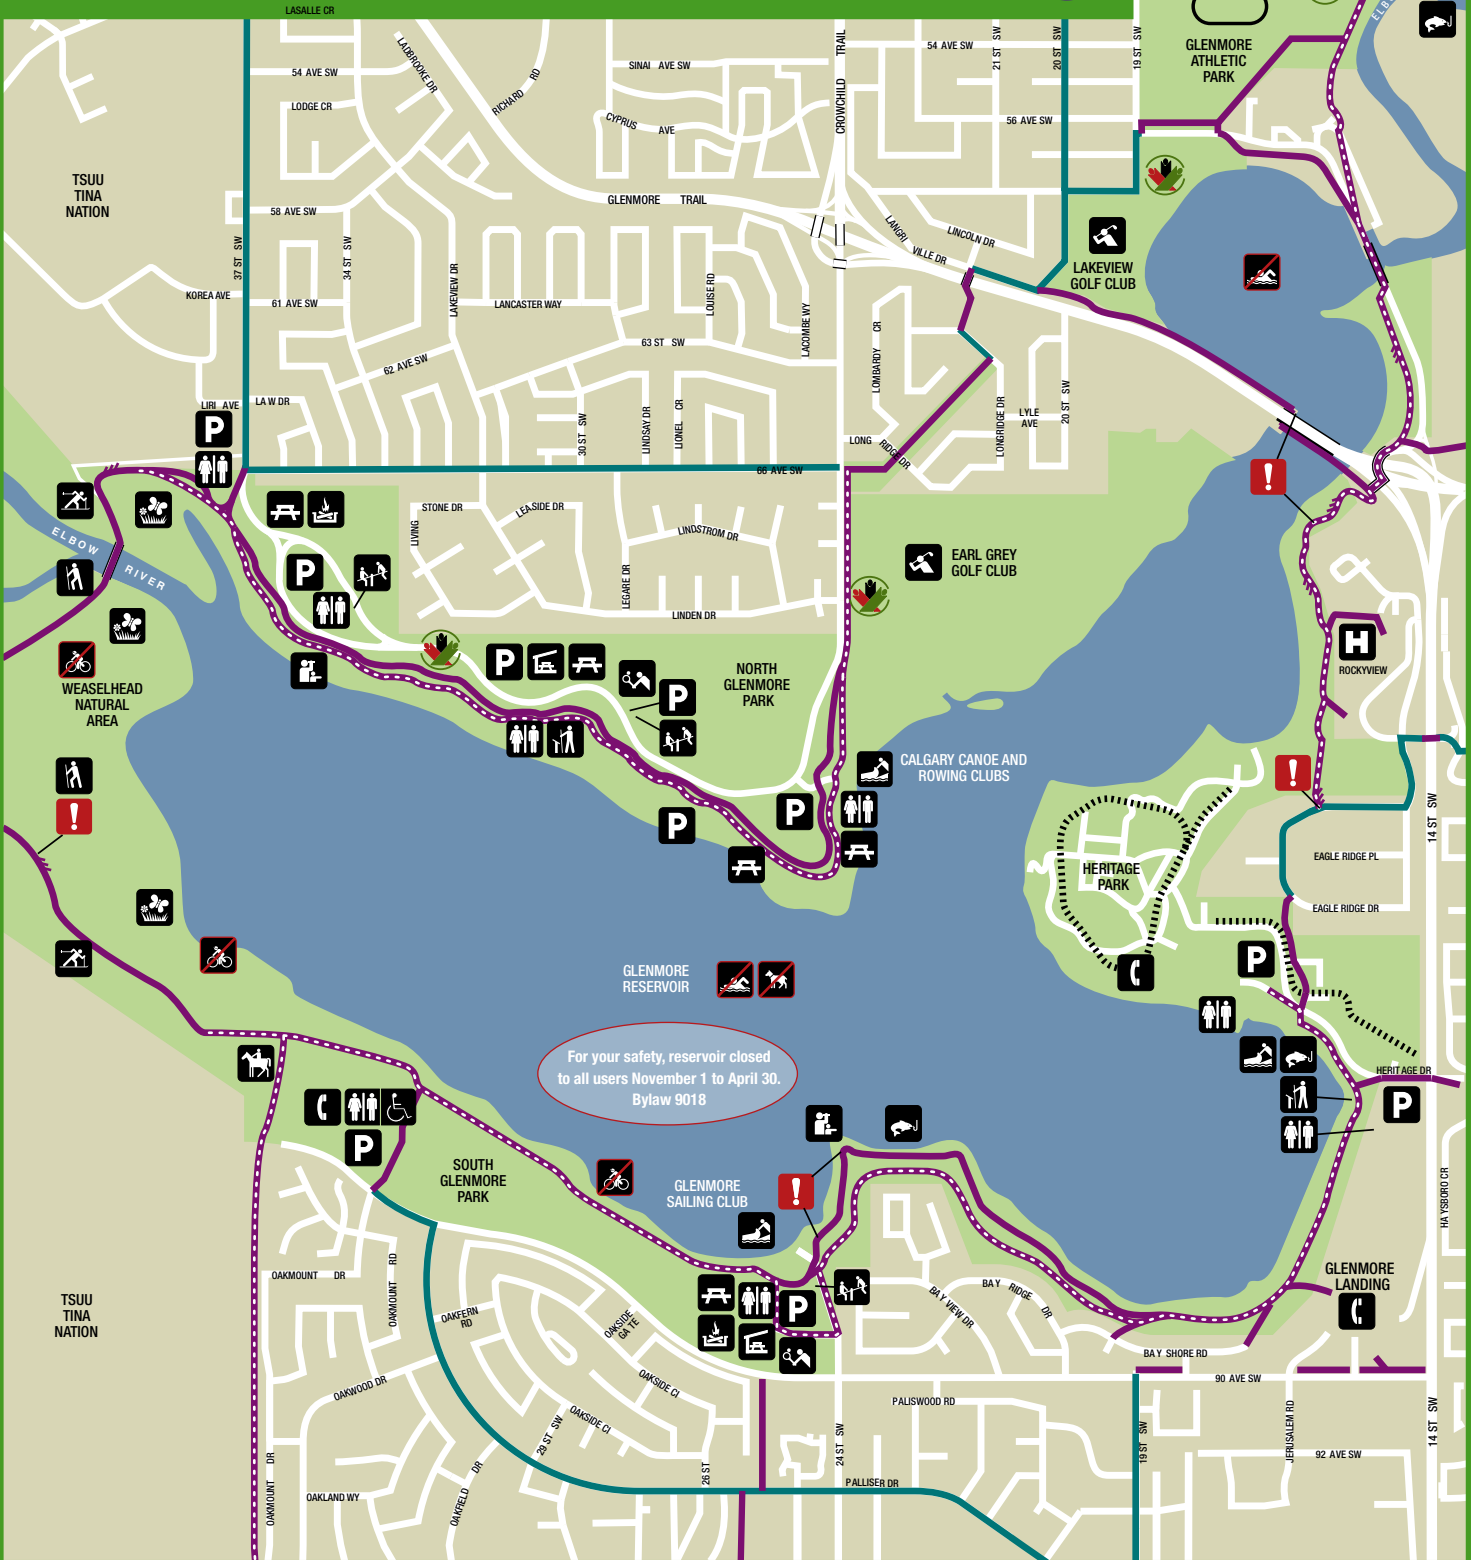 LASALLE CR
ELB
GLENMORE
ATHLETIC
PARK
54 AVE SW
LADBROOKE DR
RICHARD RD
SINAI AVE SW
CROWCHILD TRAIL
54 AVE SW
21 ST SW
20 ST SW
19 ST SW
LODGE CR
CYPRUS AVE
56 AVE SW
TSUU
TINA
NATION
58 AVE SW
GLENMORE TRAIL
LANGRI
VILLE DR
LINCOLN DR
37 ST SW
34 ST SW
LAKEVIEW
GOLF CLUB
KOREA AVE
61 AVE SW
LAKEVIEW DR
LANCASTER WAY
LOUISE RD
LACOMBE WY
LOMBARDY CR
63 ST SW
62 AVE SW
LIRI AVE
LA W DR
30 ST SW
LINDSAY DR
LIONEL CR
LONG
RIDGE DR
LONGRIDGE DR
LYLE
AVE
20 ST SW
P
66 AVE SW
STONE DR
LEASIDE DR
LIVING
LINDSTROM DR
LEGARE DR
LINDEN DR
ELBOW
RIVER
P
EARL GREY
GOLF CLUB
WEASELHEAD
NATURAL
AREA
P
P
NORTH
GLENMORE
PARK
H
ROCKYVIEW
CALGARY CANOE AND
ROWING CLUBS
!
!
!
P
P
14 ST SW
HERITAGE
PARK
EAGLE RIDGE PL
EAGLE RIDGE DR
P
GLENMORE
RESERVOIR
For your safety, reservoir closed
to all users November 1 to April 30.
Bylaw 9018
HERITAGE DR
P
P
SOUTH
GLENMORE
PARK
GLENMORE
SAILING CLUB
!
HAYSBORO CR
TSUU
TINA
NATION
OAKMOUNT DR
OAKMOUNT RD
OAKFERN
RD
OAKSIDE
GA TE
P
BAY VIEW DR
BAY RIDGE DR
GLENMORE
LANDING
BAY SHORE RD
90 AVE SW
OAKWOOD DR
OAKSIDE CI
OAKSIDE CI
29 ST SW
26 ST
24 ST SW
PALISWOOD RD
19 ST SW
JERUSALEM RD
92 AVE SW
14 ST SW
OAKMOUNT DR
OAKLAND WY
OAKFIELD DR
PALLISER DR